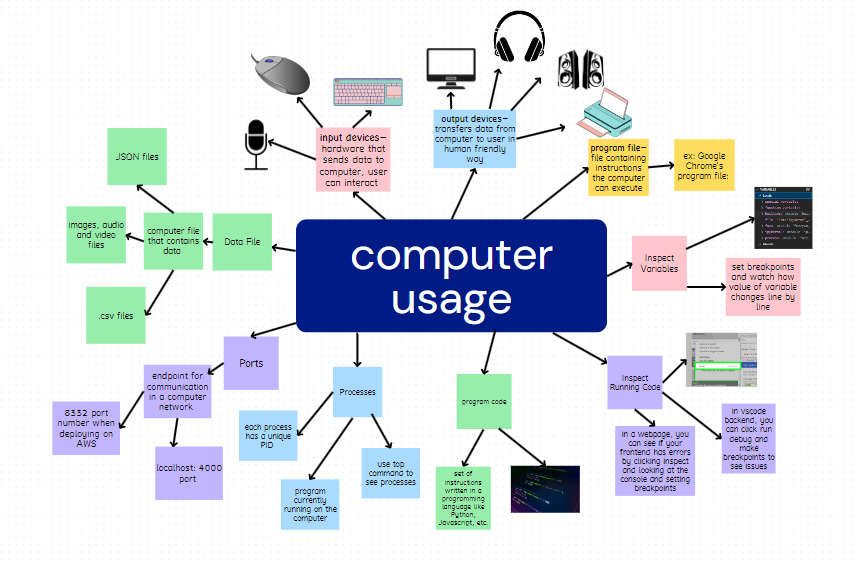 computer
usage
input devices—
hardware that
sends data to
computer, user
can interact
output devices—
transfers data from
computer to user in
human friendly
way
program file—
file containing
instructions
the computer
can execute
ex: Google
Chrome's
program file:
Inspect
Variables
VARIABLES
set breakpoints
and watch how
value of variable
changes line by
line
Inspect
Running Code
in a webpage, you
can see if your
frontend has errors
by clicking inspect
and looking at the
console and setting
breakpoints
in vscode
backend, you
can click run
debug and
make
breakpoints to
see issues
program code
set of
instructions
written in a
programming
language like
Python,
Javascript, etc.
Processes
each process
has a unique
PID
program
currently
running on the
computer
use top
command to
see processes
Ports
endpoint for
communication
in a computer
network
8332 port
number when
deploying on
AWS
localhost: 4000
port
Data File
computer file
that contains
data
JSON files
images, audio
and video
files
.csv files